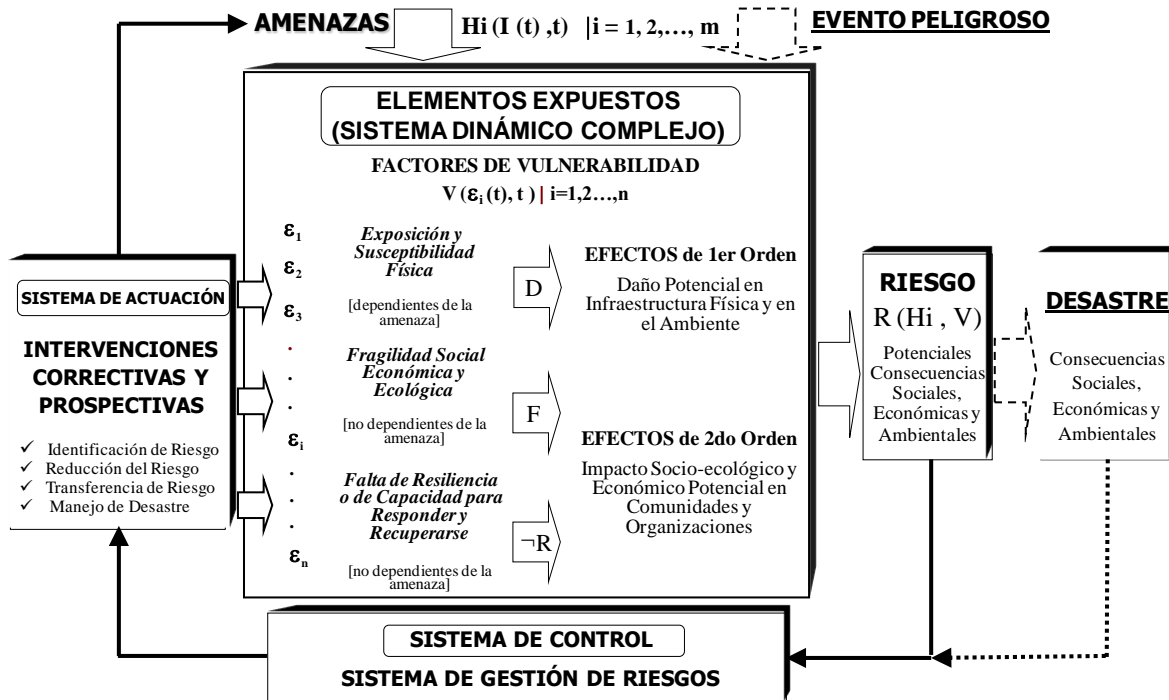 AMENAZAS
Hi (I (t) ,t) |i = 1, 2,…, m
EVENTO PELIGROSO
ELEMENTOS EXPUESTOS
(SISTEMA DINÁMICO COMPLEJO)
FACTORES DE VULNERABILIDAD
V (εi (t), t ) | i=1,2…,n
ε1
ε2
ε3
.
.
.
εi
.
.
.
εn
Exposición y
Susceptibilidad
Física
[dependientes de la
amenaza]
D
EFECTOS de 1er Orden
Daño Potencial en
Infraestructura Física y en
el Ambiente
Fragilidad Social
Económica y
Ecológica
[no dependientes de la
amenaza]
F
Falta de Resiliencia
o de Capacidad para
Responder y
Recuperarse
[no dependientes de la
amenaza]
¬R
EFECTOS de 2do Orden
Impacto Socio-ecológico y
Económico Potencial en
Comunidades y
Organizaciones
SISTEMA DE ACTUACIÓN
INTERVENCIONES
CORRECTIVAS Y
PROSPECTIVAS
✓ Identificación de Riesgo
✓ Reducción del Riesgo
✓ Transferencia de Riesgo
✓ Manejo de Desastre
RIESGO
R (Hi , V)
Potenciales
Consecuencias
Sociales,
Económicas y
Ambientales
DESASTRE
Consecuencias
Sociales,
Económicas y
Ambientales
SISTEMA DE CONTROL
SISTEMA DE GESTIÓN DE RIESGOS